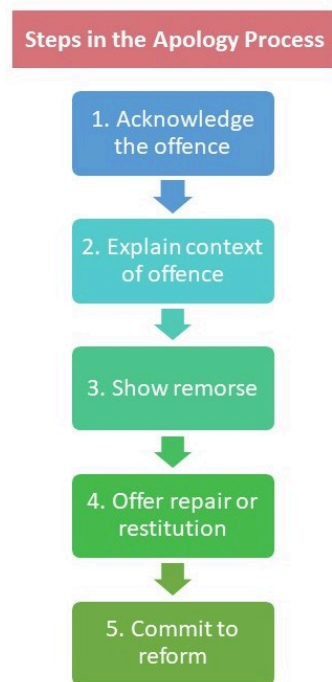 Steps in the Apology Process
1. Acknowledge
the offence
2. Explain context
of offence
3. Show remorse
4. Offer repair or
restitution
5. Commit to
reform